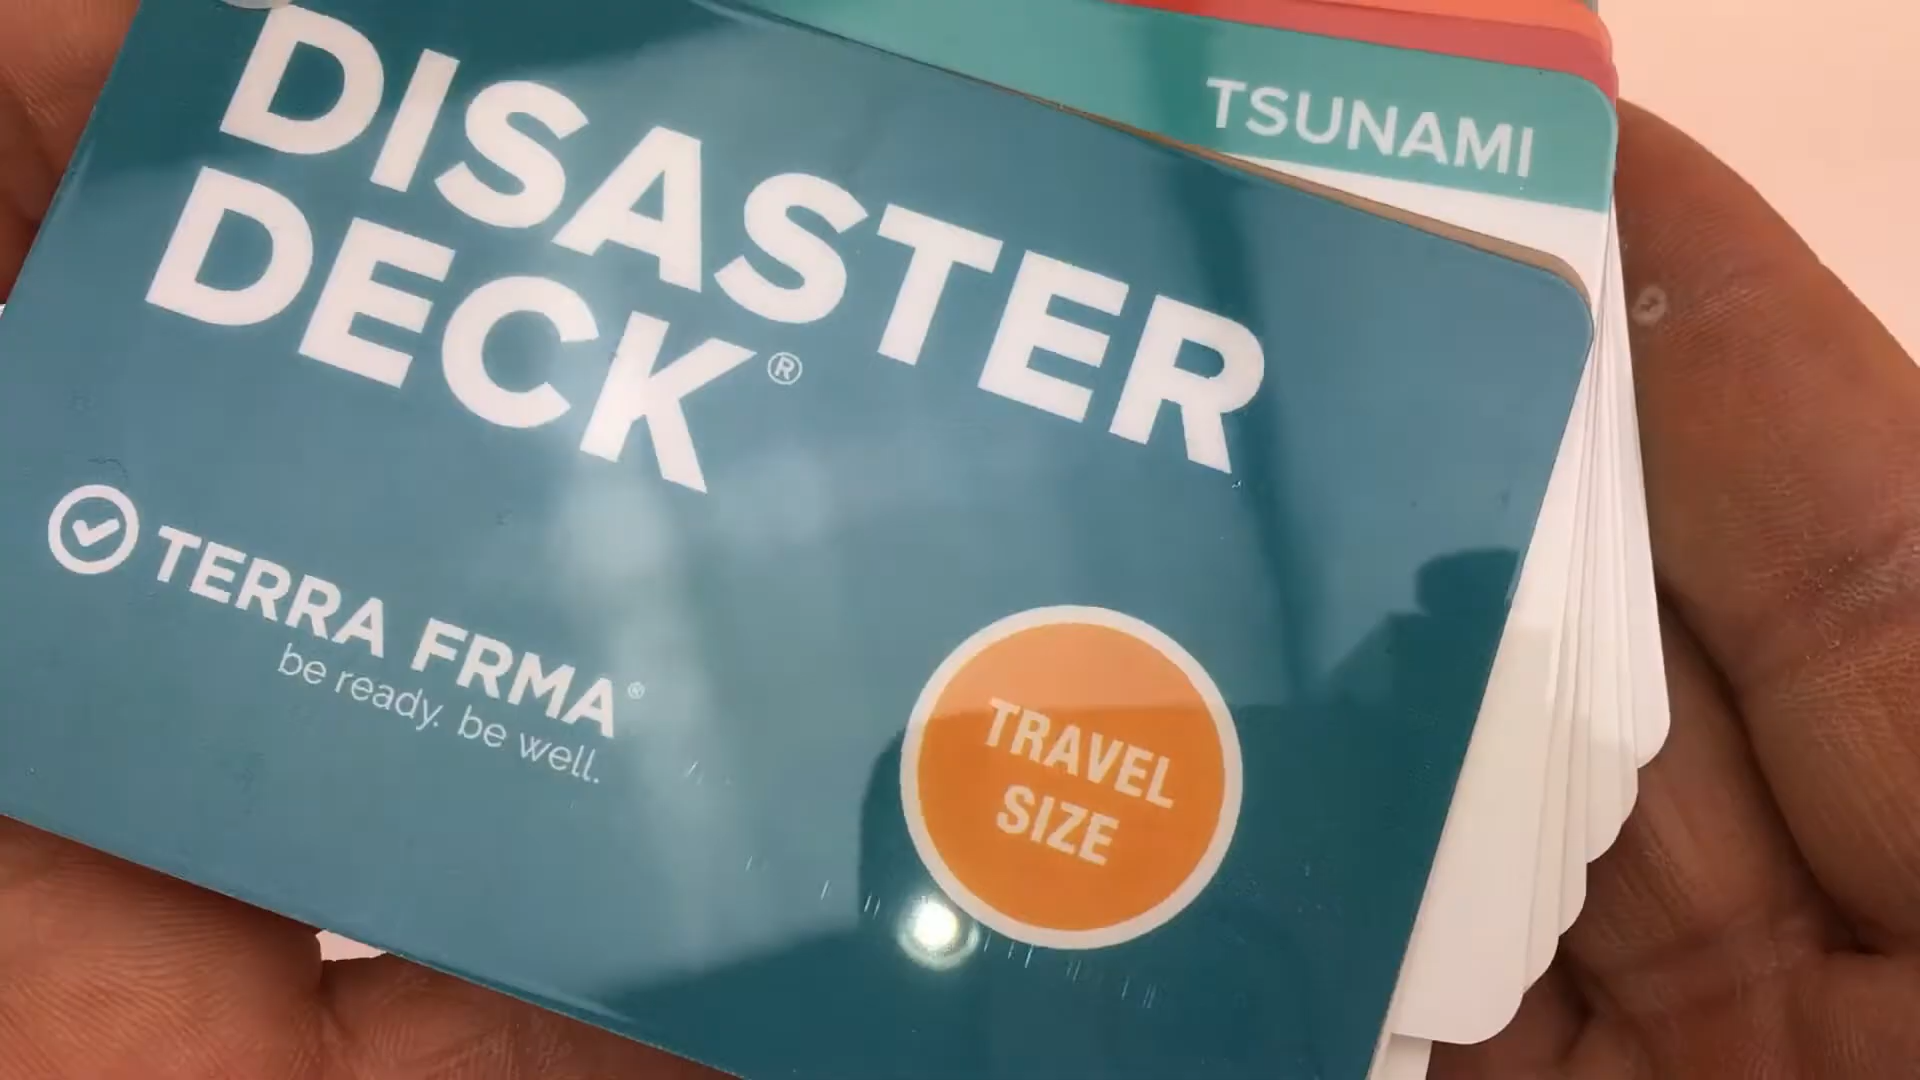 TSUNAMI
DISASTER
DECK®
TERRA FRMA®
be ready. be well.
TRAVEL
SIZE